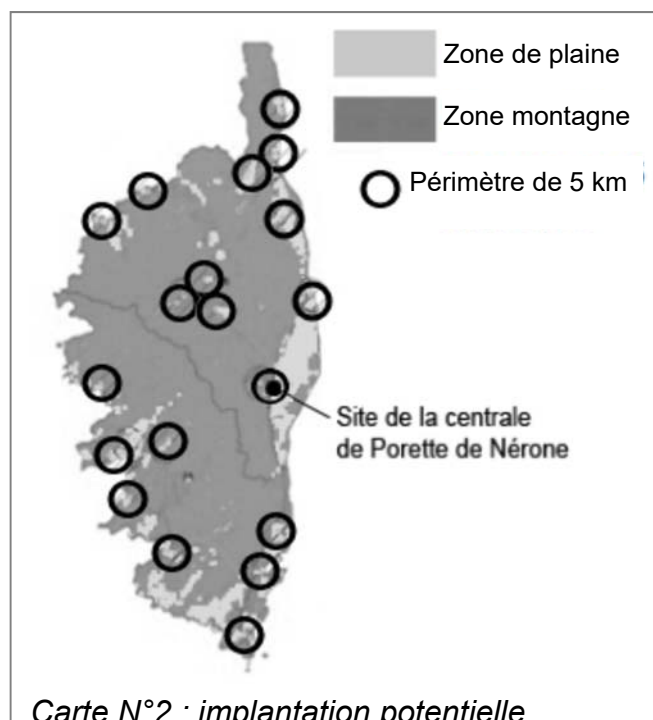 Zone de plaine
Zone montagne
Périmètre de 5 km
Site de la centrale
de Porette de Nérone
Carte N°2 : implantation potentielle